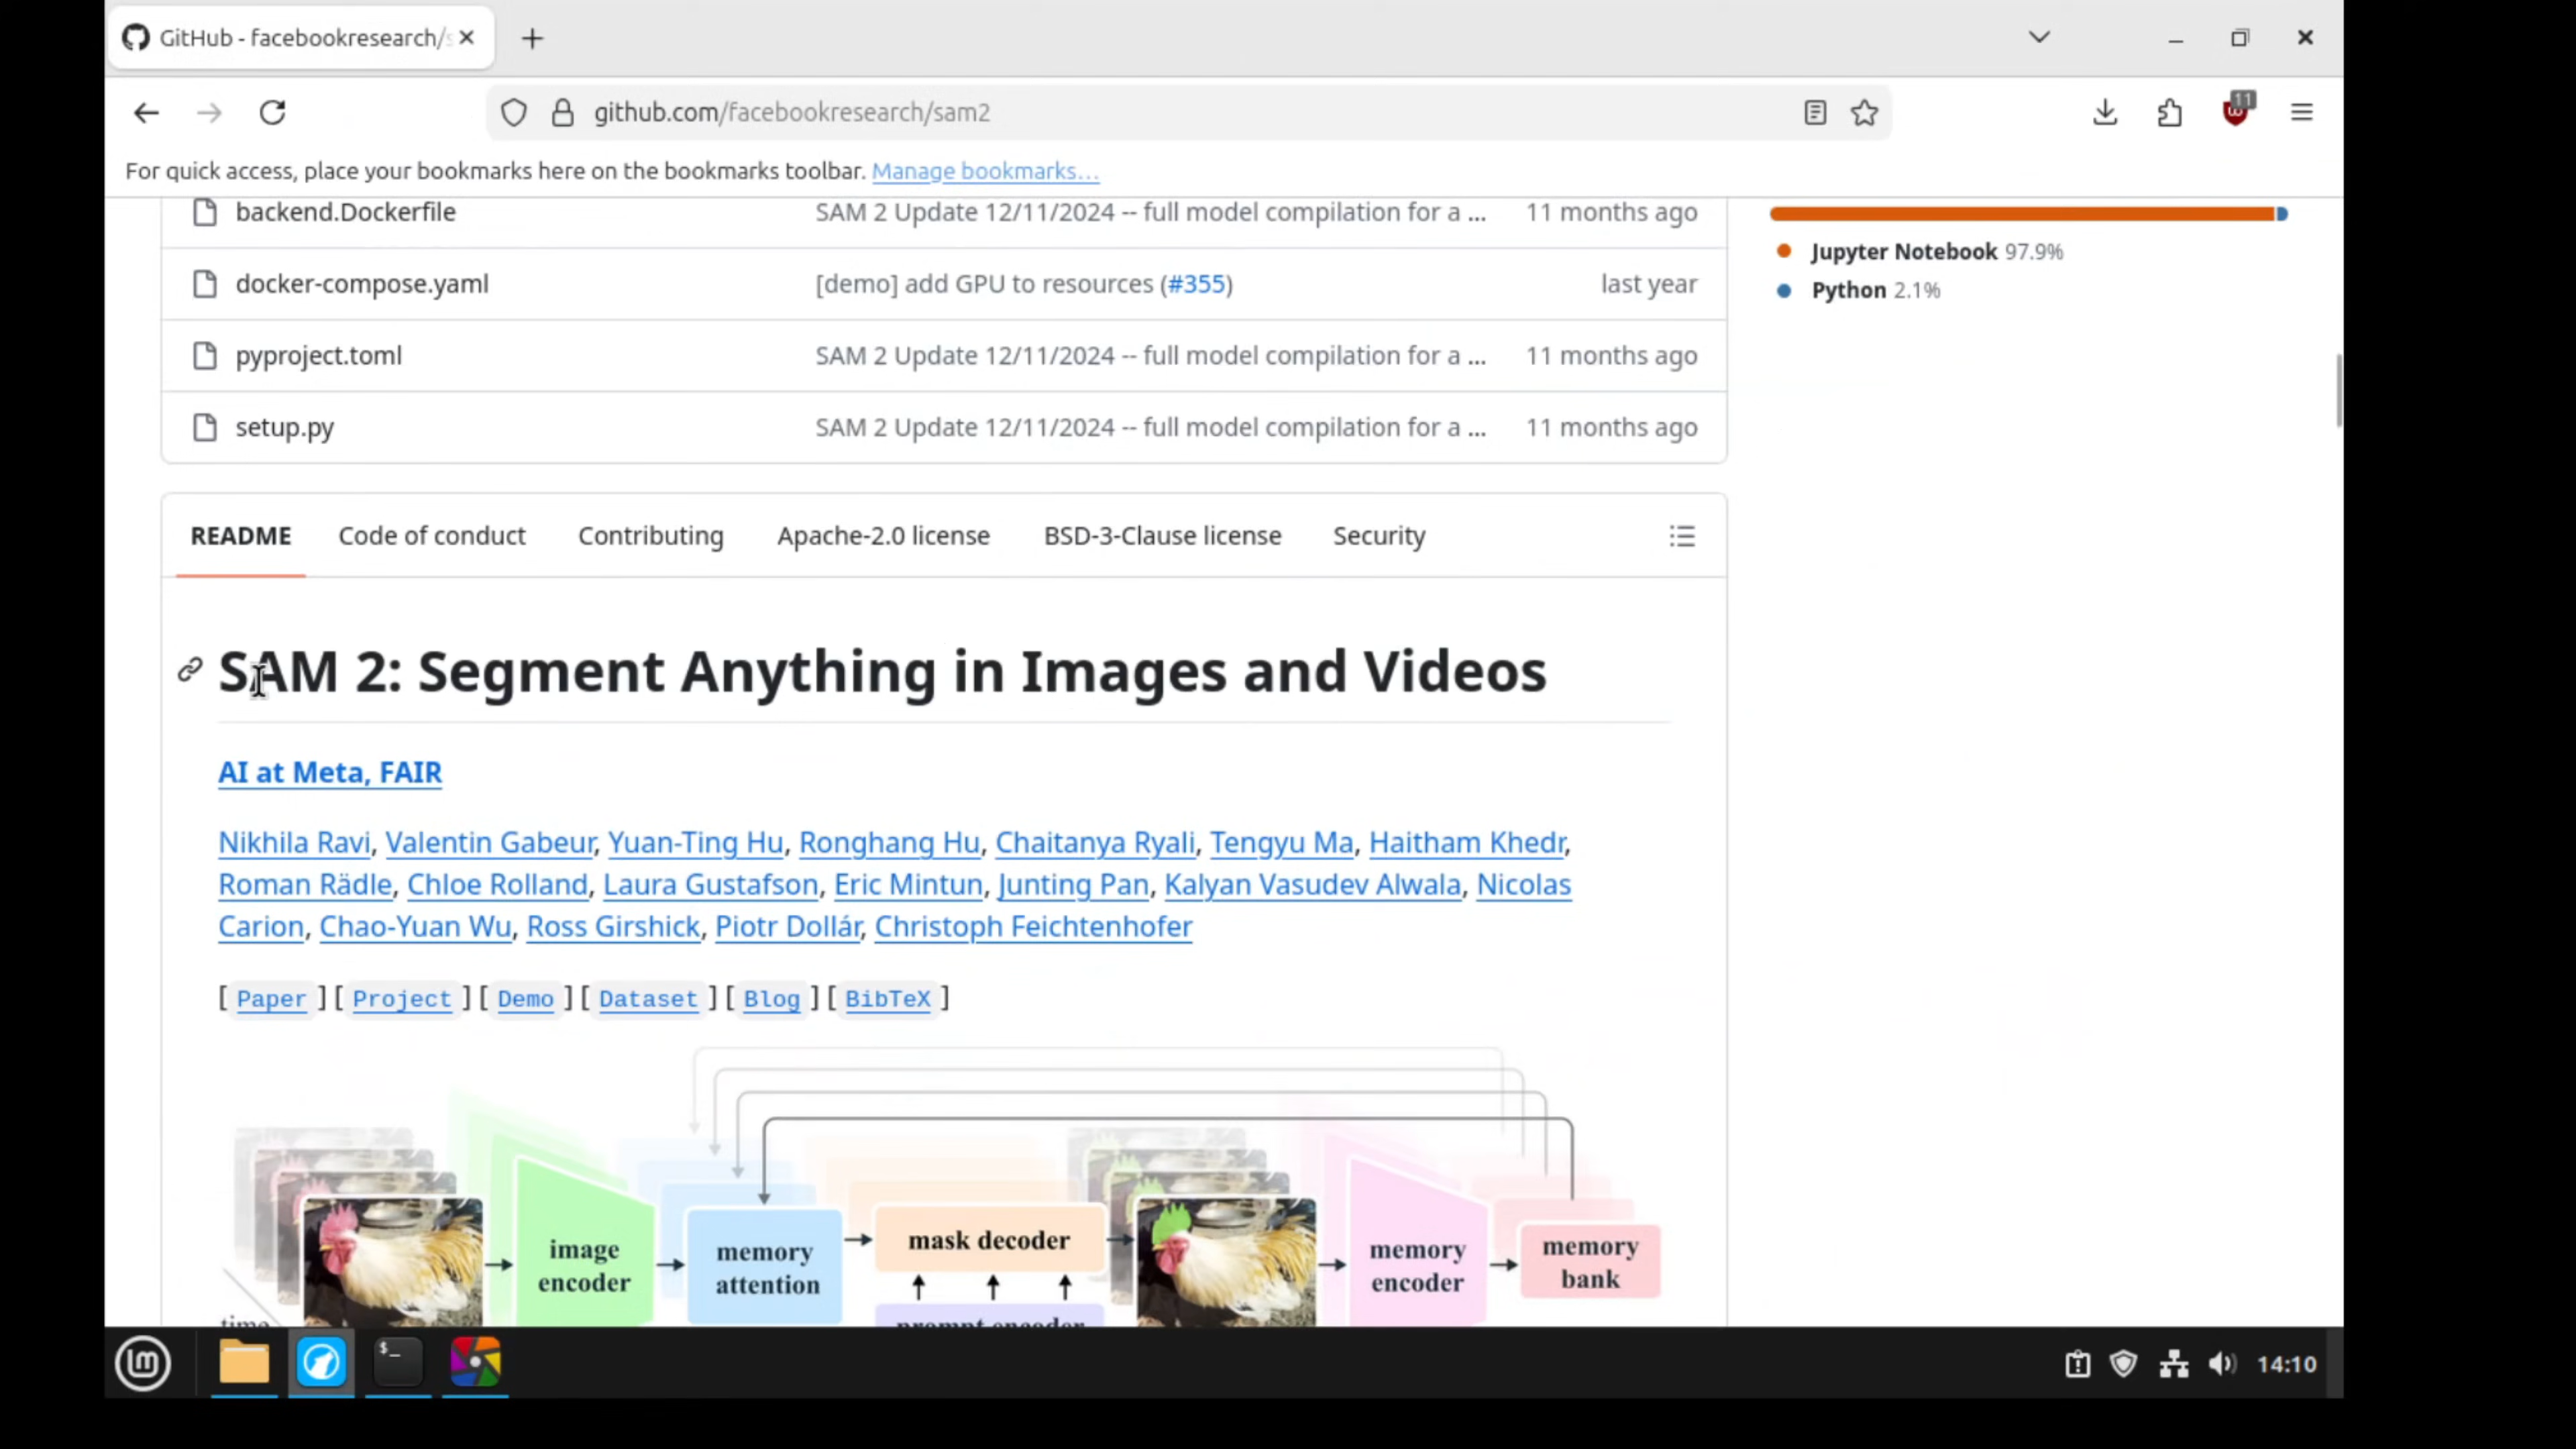 GitHub - facebookresearch/s
github.com/facebookresearch/sam2
11
For quick access, place your bookmarks here on the bookmarks toolbar. Manage bookmarks...
backend.Dockerfile SAM 2 Update 12/11/2024 -- full model compilation for a ... 11 months ago
docker-compose.yaml [demo] add GPU to resources (#355) last year
pyproject.toml SAM 2 Update 12/11/2024 -- full model compilation for a ... 11 months ago
setup.py SAM 2 Update 12/11/2024 -- full model compilation for a ... 11 months ago
Jupyter Notebook 97.9%
Python 2.1%
README Code of conduct Contributing Apache-2.0 license BSD-3-Clause license Security
SAM 2: Segment Anything in Images and Videos
AI at Meta, FAIR
Nikhila Ravi, Valentin Gabeur, Yuan-Ting Hu, Ronghang Hu, Chaitanya Ryali, Tengyu Ma, Haitham Khedr,
Roman Rädle, Chloe Rolland, Laura Gustafson, Eric Mintun, Junting Pan, Kalyan Vasudev Alwala, Nicolas
Carion, Chao-Yuan Wu, Ross Girshick, Piotr Dollár, Christoph Feichtenhofer
[ Paper ] [ Project ] [ Demo ] [ Dataset ] [ Blog ] [ BibTeX ]
image
encoder
memory
attention
mask decoder
memory
encoder
memory
bank
time
prompt encoder
$_
14:10